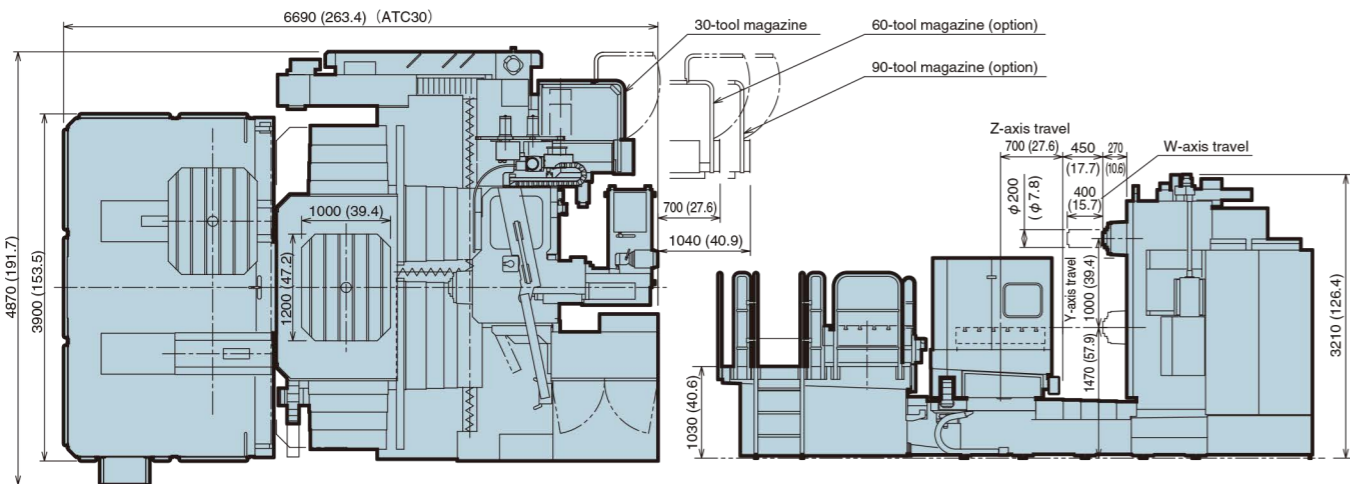 6690 (263.4) （ATC30）
30-tool magazine
60-tool magazine (option)
90-tool magazine (option)
4870 (191.7)
3900 (153.5)
1000 (39.4)
1200 (47.2)
700 (27.6)
1040 (40.9)
Z-axis travel
700 (27.6)
450
(17.7)
270
(10.6)
W-axis travel
400
(15.7)
φ200
(φ7.8)
Y-axis travel
1000 (39.4)
1470 (57.9)
1030 (40.6)
3210 (126.4)